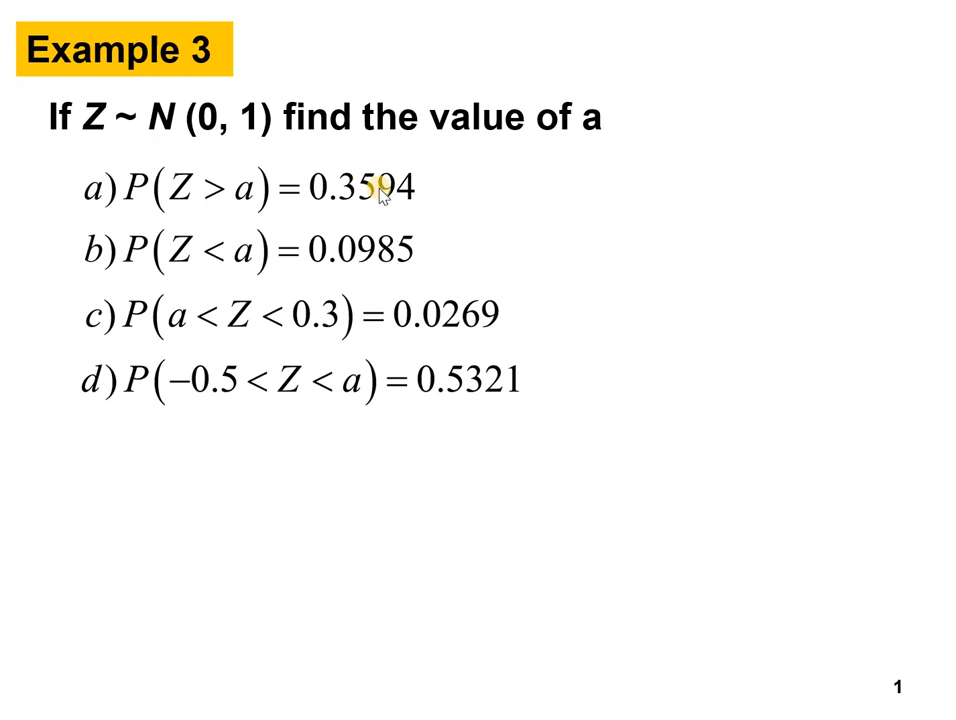 Example 3
If Z ~ N (0, 1) find the value of a
a) P(Z > a) = 0.3594
b) P(Z < a) = 0.0985
c) P(a < Z < 0.3) = 0.0269
d) P(−0.5 < Z < a) = 0.5321
1